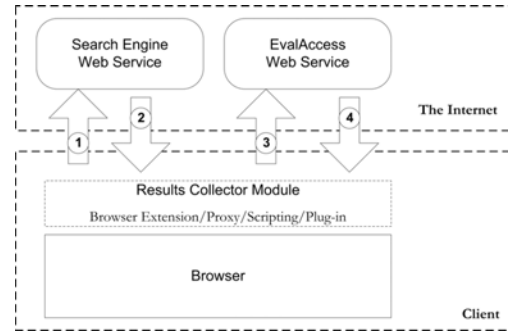 Search Engine
Web Service
EvalAccess
Web Service
1
2
3
4
The Internet
Results Collector Module
Browser Extension/Proxy/Scripting/Plug-in
Browser
Client